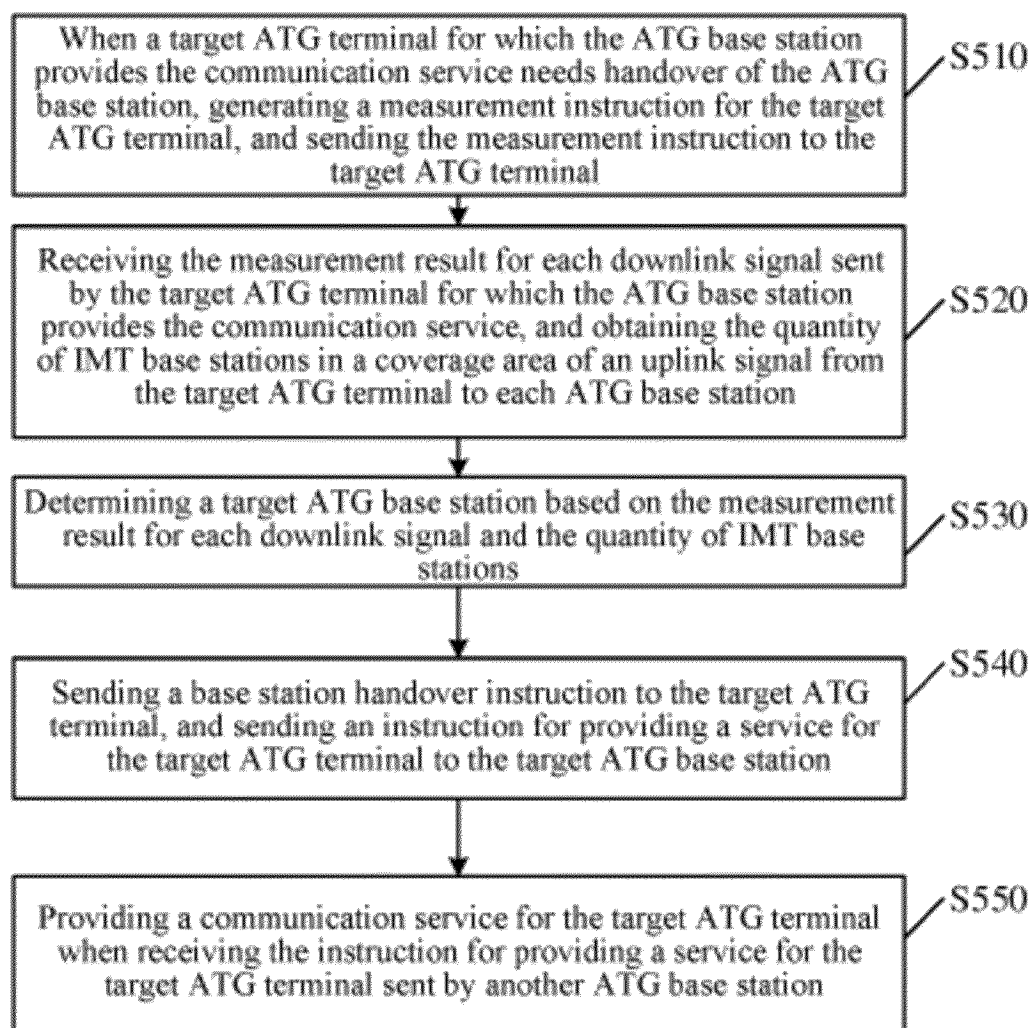 When a target ATG terminal for which the ATG base station
provides the communication service needs handover of the ATG
base station, generating a measurement instruction for the target
ATG terminal, and sending the measurement instruction to the
target ATG terminal
S510
Receiving the measurement result for each downlink signal sent
by the target ATG terminal for which the ATG base station
provides the communication service, and obtaining the quantity
of IMT base stations in a coverage area of an uplink signal from
the target ATG terminal to each ATG base station
S520
Determining a target ATG base station based on the measurement
result for each downlink signal and the quantity of IMT base
stations
S530
Sending a base station handover instruction to the target ATG
terminal, and sending an instruction for providing a service for
the target ATG terminal to the target ATG base station
S540
Providing a communication service for the target ATG terminal
when receiving the instruction for providing a service for the
target ATG terminal sent by another ATG base station
S550